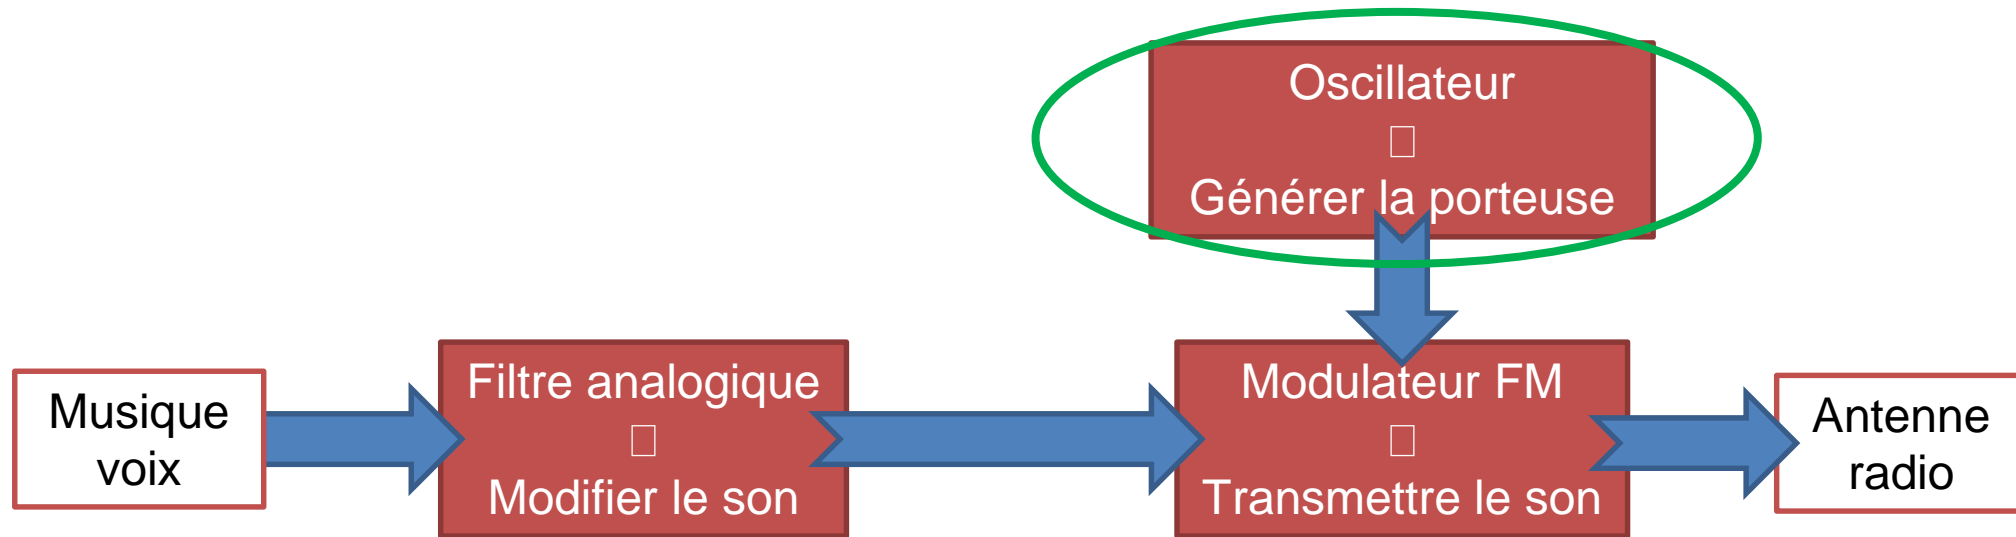 Oscillateur
Générer la porteuse
Musique
voix
Filtre analogique
Modifier le son
Modulateur FM
Transmettre le son
Antenne
radio